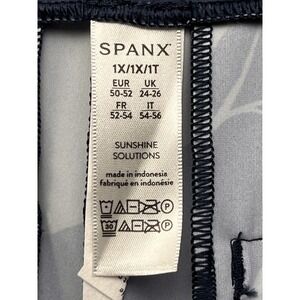 SPANX
1X/1X/1T
EUR UK
50-52 24-26
FR IT
52-54 54-56
SUNSHINE
SOLUTIONS
made in indonesia
fabriqué en indonésie
P
30 P